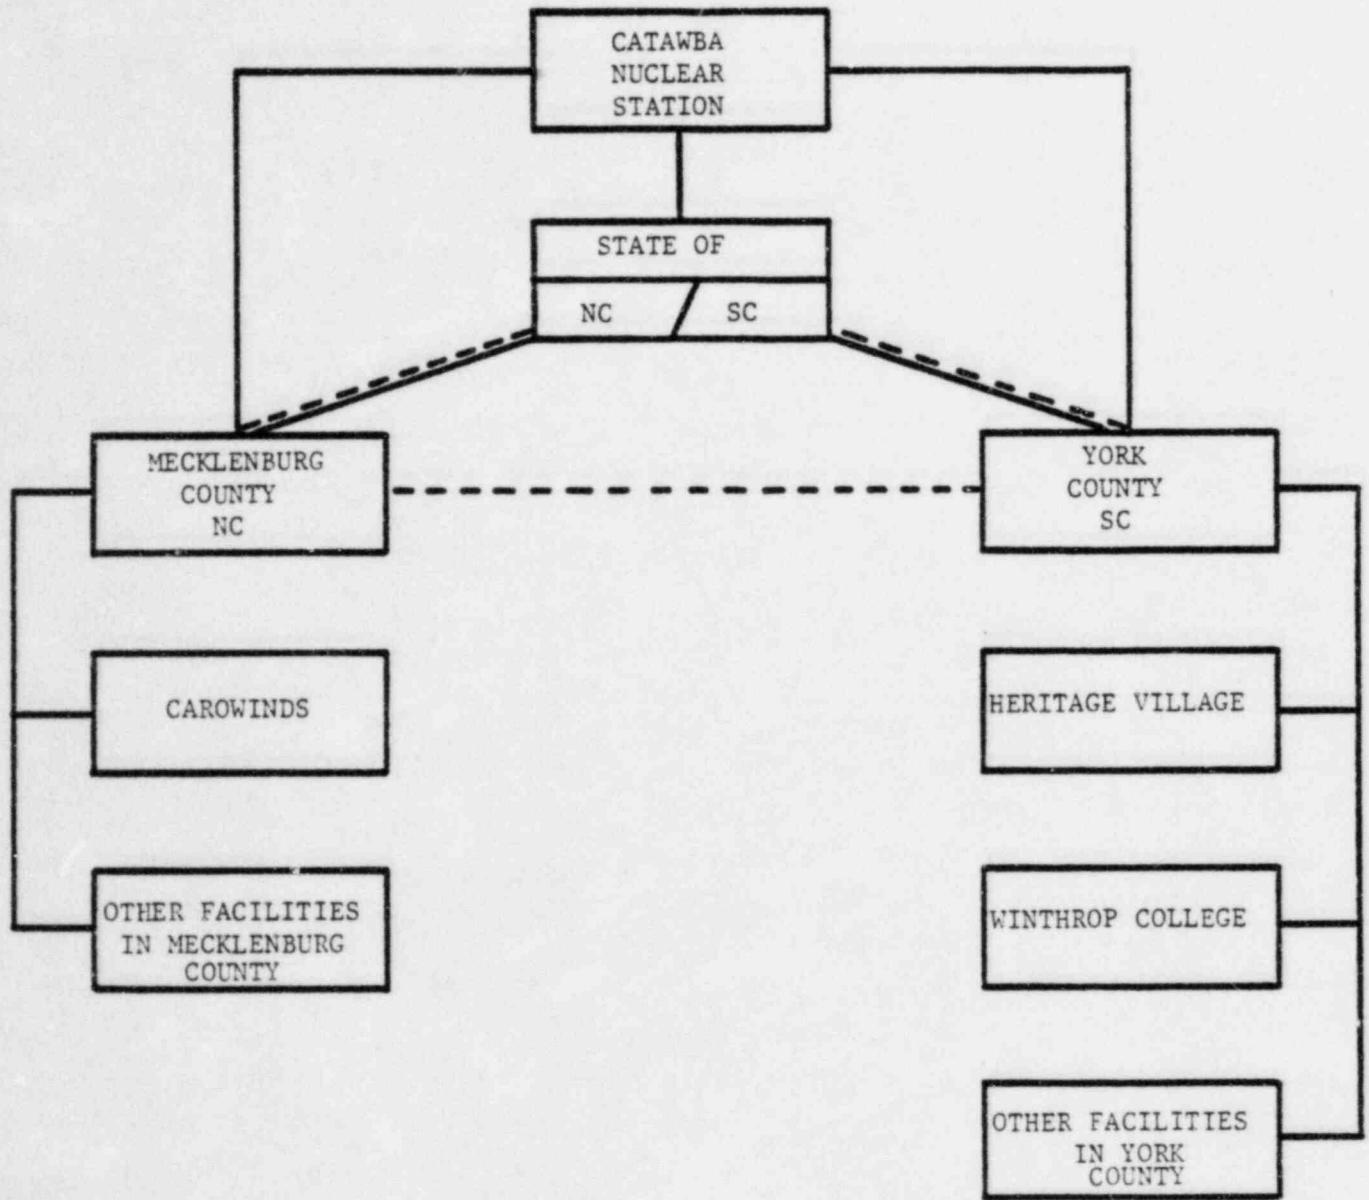 CATAWBA
NUCLEAR
STATION
STATE OF
NC
SC
MECKLENBURG
COUNTY
NC
YORK
COUNTY
SC
CAROWINDS
HERITAGE VILLAGE
OTHER FACILITIES
IN MECKLENBURG
COUNTY
WINTHROP COLLEGE
OTHER FACILITIES
IN YORK
COUNTY